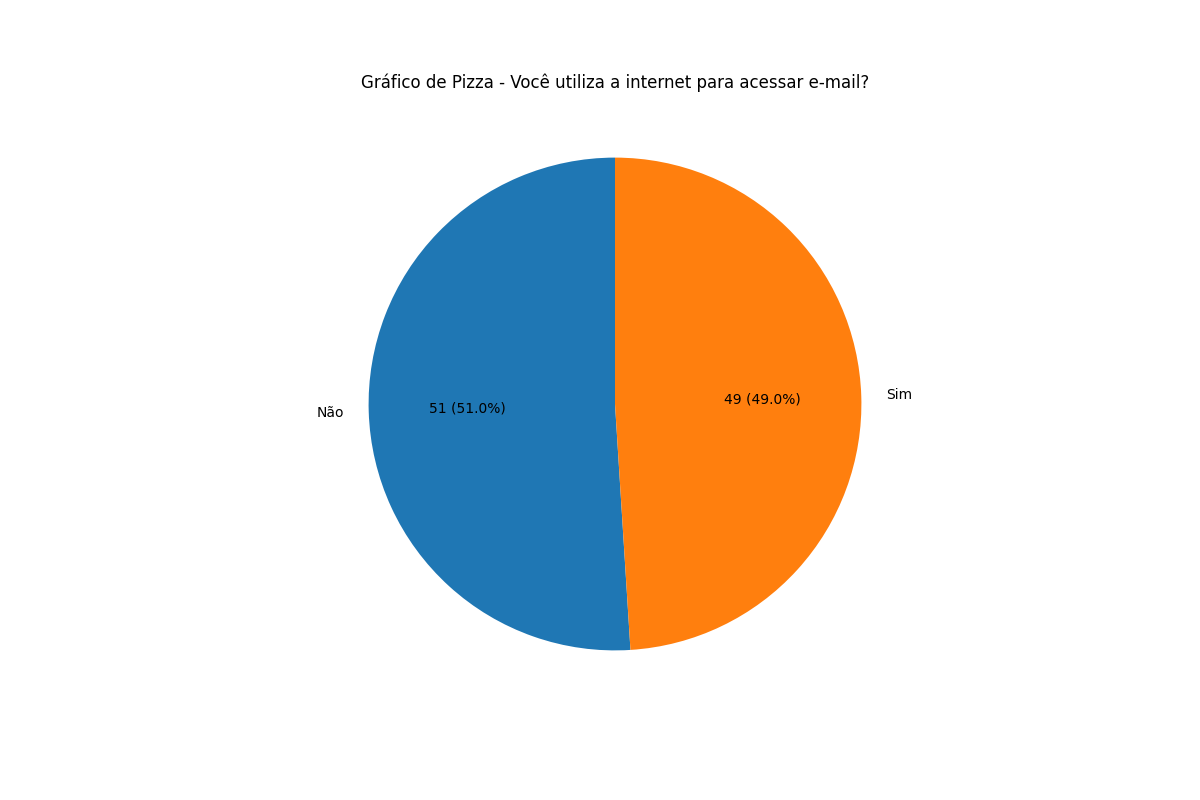 Gráfico de Pizza - Você utiliza a internet para acessar e-mail?
Sim
49 (49.0%)
51 (51.0%)
Não